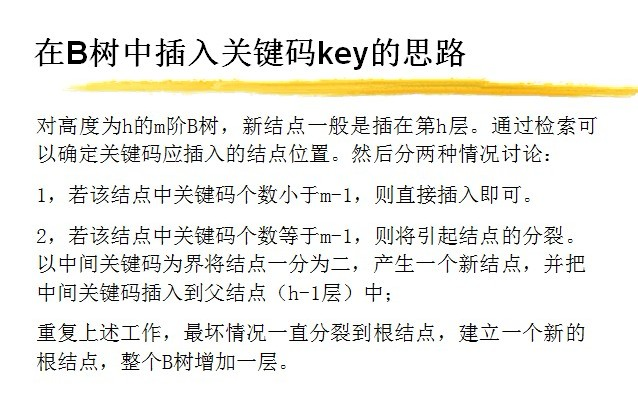 在B树中插入关键码key的思路
对高度为h的m阶B树，新结点一般是插在第h层。通过检索可
以确定关键码应插入的结点位置。然后分两种情况讨论：
1，若该结点中关键码个数小于m-1，则直接插入即可。
2，若该结点中关键码个数等于m-1，则将引起结点的分裂。
以中间关键码为界将结点一分为二，产生一个新结点，并把
中间关键码插入到父结点（h-1层）中；
重复上述工作，最坏情况一直分裂到根结点，建立一个新的
根结点，整个B树增加一层。